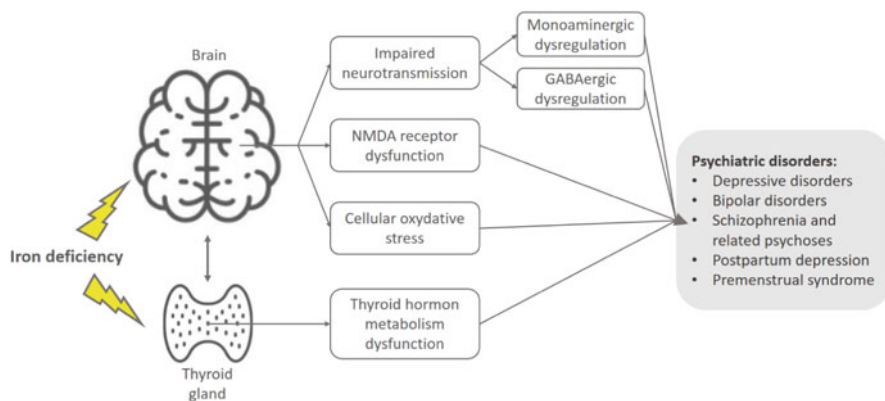 Brain
Impaired
neurotransmission
Monoaminergic
dysregulation
GABAergic
dysregulation
NMDA receptor
dysfunction
Cellular oxydative
stress
Iron deficiency
Thyroid hormon
metabolism
dysfunction
Thyroid
gland
Psychiatric disorders:
• Depressive disorders
• Bipolar disorders
• Schizophrenia and
related psychoses
• Postpartum depression
• Premenstrual syndrome